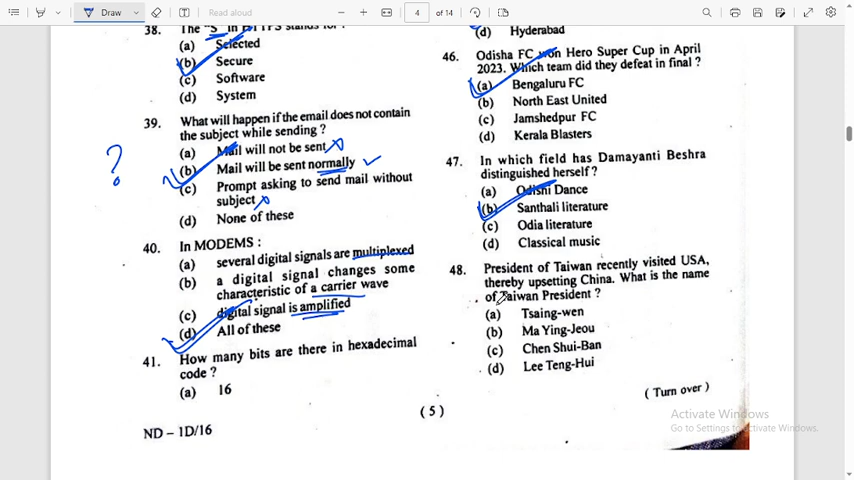 Draw
Read aloud
4
of 14
38. The "S" in HTTPS stands for ?
(a) Selected
(b) Secure
(c) Software
(d) System
39. What will happen if the email does not contain
the subject while sending ?
(a) Mail will not be sent
(b) Mail will be sent normally
(c) Prompt asking to send mail without
subject
(d) None of these
?
40. In MODEMS :
(a) several digital signals are multiplexed
(b) a digital signal changes some
characteristic of a carrier wave
(c) digital signal is amplified
(d) All of these
41. How many bits are there in hexadecimal
code ?
(a) 16
ND – 1D/16
(5)
(d) Hyderabad
46. Odisha FC won Hero Super Cup in April
2023. Which team did they defeat in final ?
(a) Bengaluru FC
(b) North East United
(c) Jamshedpur FC
(d) Kerala Blasters
47. In which field has Damayanti Beshra
distinguished herself ?
(a) Odishi Dance
(b) Santhali literature
(c) Odia literature
(d) Classical music
48. President of Taiwan recently visited USA,
thereby upsetting China. What is the name
of Taiwan President ?
(a) Tsaing-wen
(b) Ma Ying-Jeou
(c) Chen Shui-Ban
(d) Lee Teng-Hui
( Turn over )
Activate Windows
Go to Settings to activate Windows.